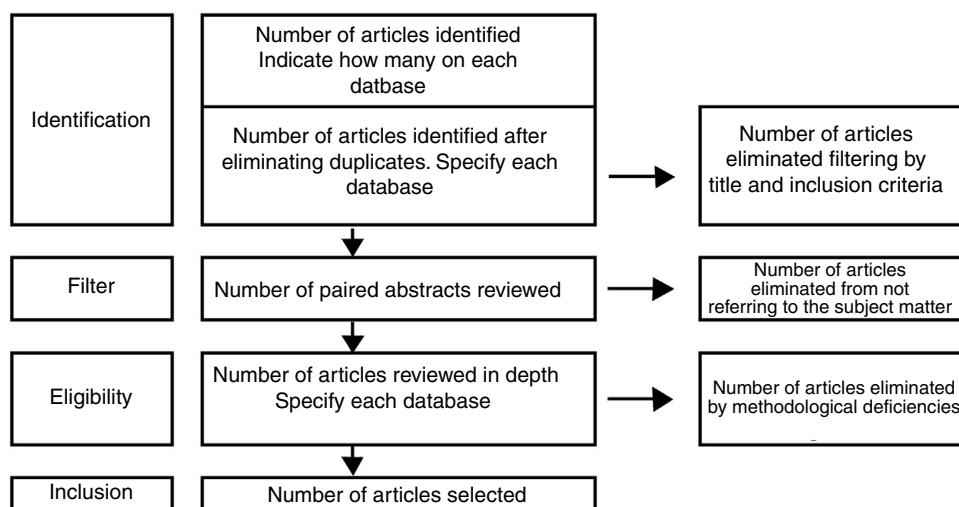 Identification
Number of articles identified
Indicate how many on each
datbase
Number of articles identified after
eliminating duplicates. Specify each
database
Number of articles
eliminated filtering by
title and inclusion criteria
Filter
Number of paired abstracts reviewed
Number of articles
eliminated from not
referring to the subject matter
Eligibility
Number of articles reviewed in depth
Specify each database
Number of articles eliminated
by methodological deficiencies
Inclusion
Number of articles selected